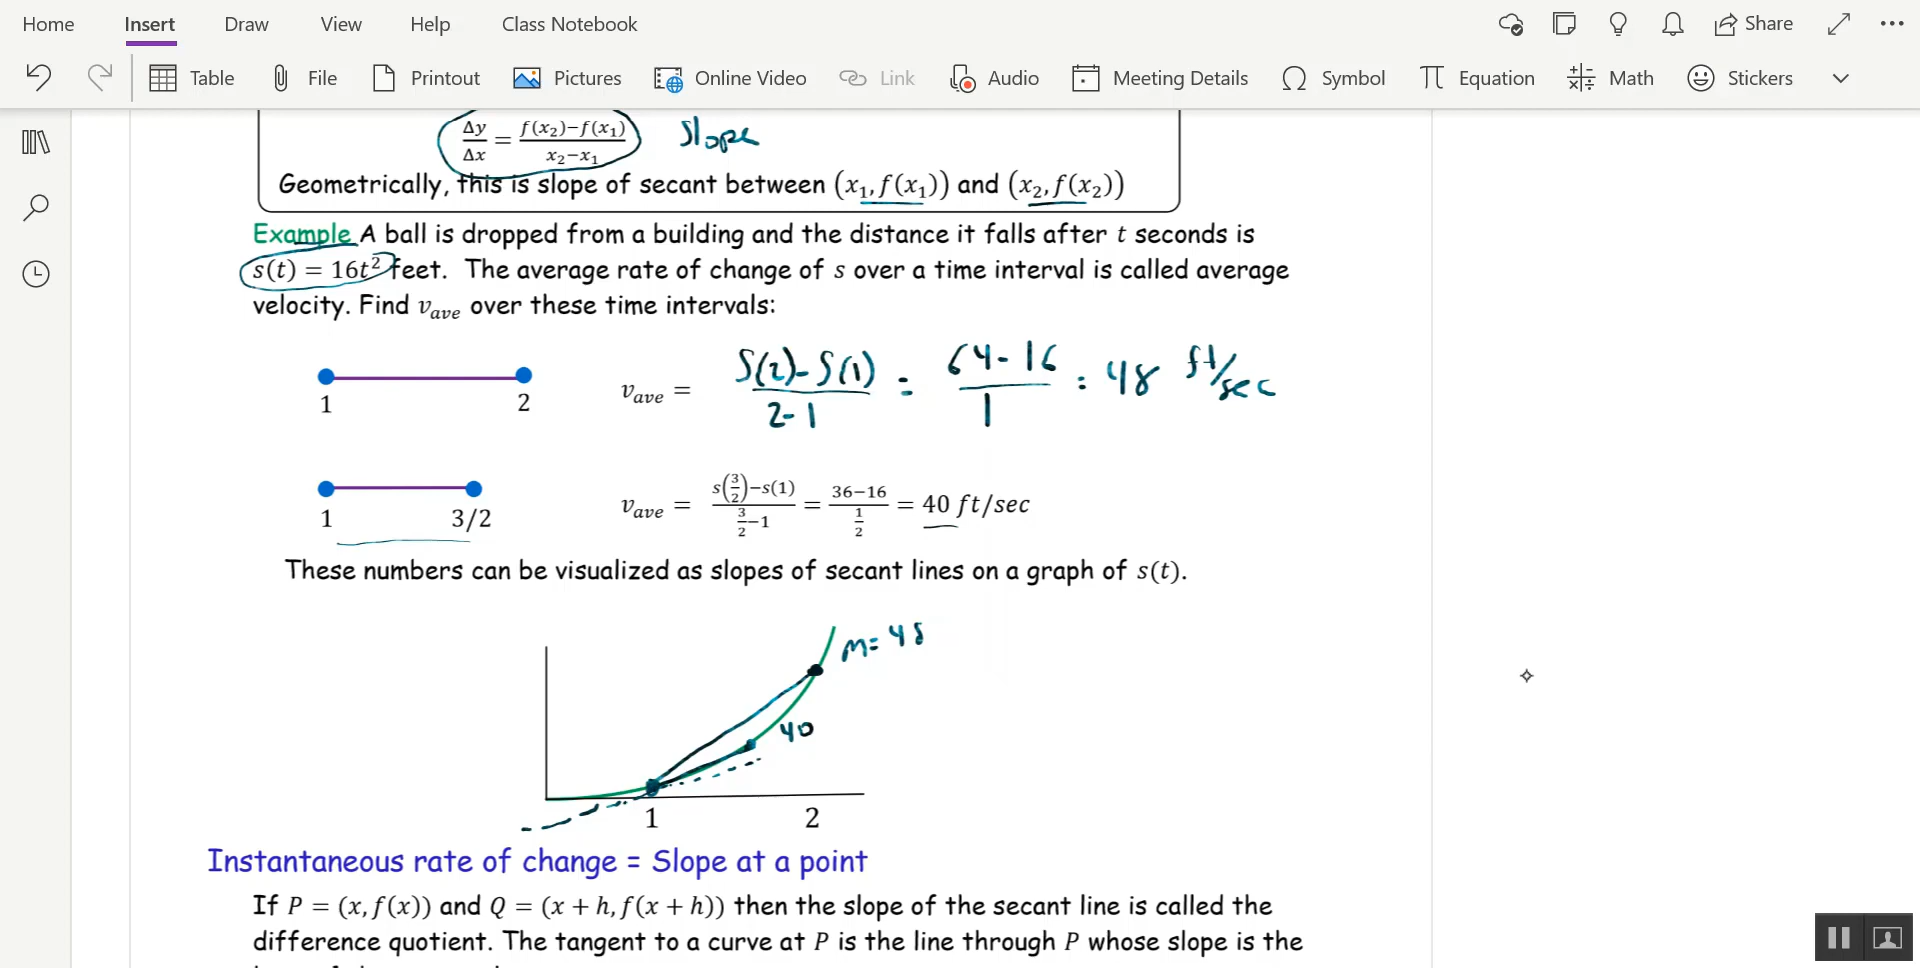 Home Insert Draw View Help Class Notebook Share
Table File Printout Pictures Online Video Link Audio Meeting Details Symbol Equation Math Stickers
Δy/Δx = f(x₂)−f(x₁)/x₂−x₁ Slope
Geometrically, this is slope of secant between (x₁, f(x₁)) and (x₂, f(x₂))
Example A ball is dropped from a building and the distance it falls after t seconds is
s(t) = 16t² feet. The average rate of change of s over a time interval is called average
velocity. Find v_ave over these time intervals:
1 2 v_ave = S(2)-S(1)/2-1 = 64-16/1 = 48 ft/sec
1 3/2 v_ave = s(3/2)−s(1)/3/2−1 = 36−16/1/2 = 40 ft/sec
These numbers can be visualized as slopes of secant lines on a graph of s(t).
m=48
40
1 2
Instantaneous rate of change = Slope at a point
If P = (x, f(x)) and Q = (x + h, f(x + h)) then the slope of the secant line is called the
difference quotient. The tangent to a curve at P is the line through P whose slope is the